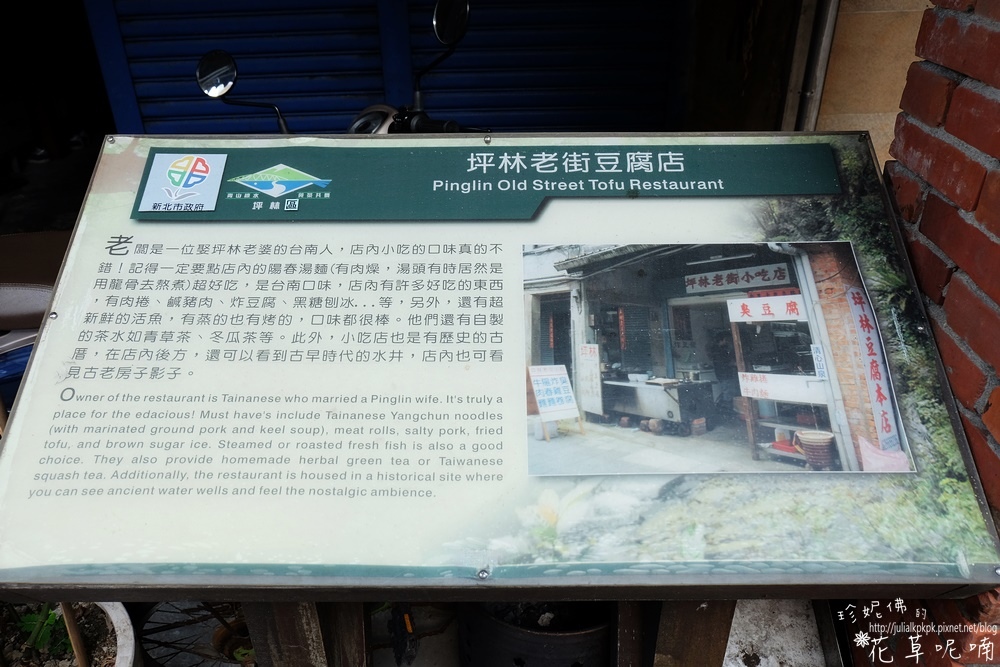 坪林老街豆腐店
Pinglin Old Street Tofu Restaurant
新北市政府
坪林區
老闆是一位娶坪林老婆的台南人，店內小吃的口味真的不
錯！記得一定要點店內的陽春湯麵(有肉燥，湯頭有時居然是
用龍骨去熬煮)超好吃，是台南口味，店內有許多好吃的東西
，有肉捲、鹹豬肉、炸豆腐、黑糖刨冰...等，另外，還有超
新鮮的活魚，有蒸的也有烤的，口味都很棒。他們還有自製
的茶水如青草茶、冬瓜茶等。此外，小吃店也是有歷史的古
厝，在店內後方，還可以看到古早時代的水井，店內也可看
見古老房子影子。
Owner of the restaurant is Tainanese who married a Pinglin wife. It's truly a
place for the edacious! Must have's include Tainanese Yangchun noodles
(with marinated ground pork and keel soup), meat rolls, salty pork, fried
tofu, and brown sugar ice. Steamed or roasted fresh fish is also a good
choice. They also provide homemade herbal green tea or Taiwanese
squash tea. Additionally, the restaurant is housed in a historical site where
you can see ancient water wells and feel the nostalgic ambience.
坪林老街小吃店
臭豆腐
坪林豆腐本店
珍妮佛的
http://julialkpkpk.pixnet.net/blog
花草呢喃